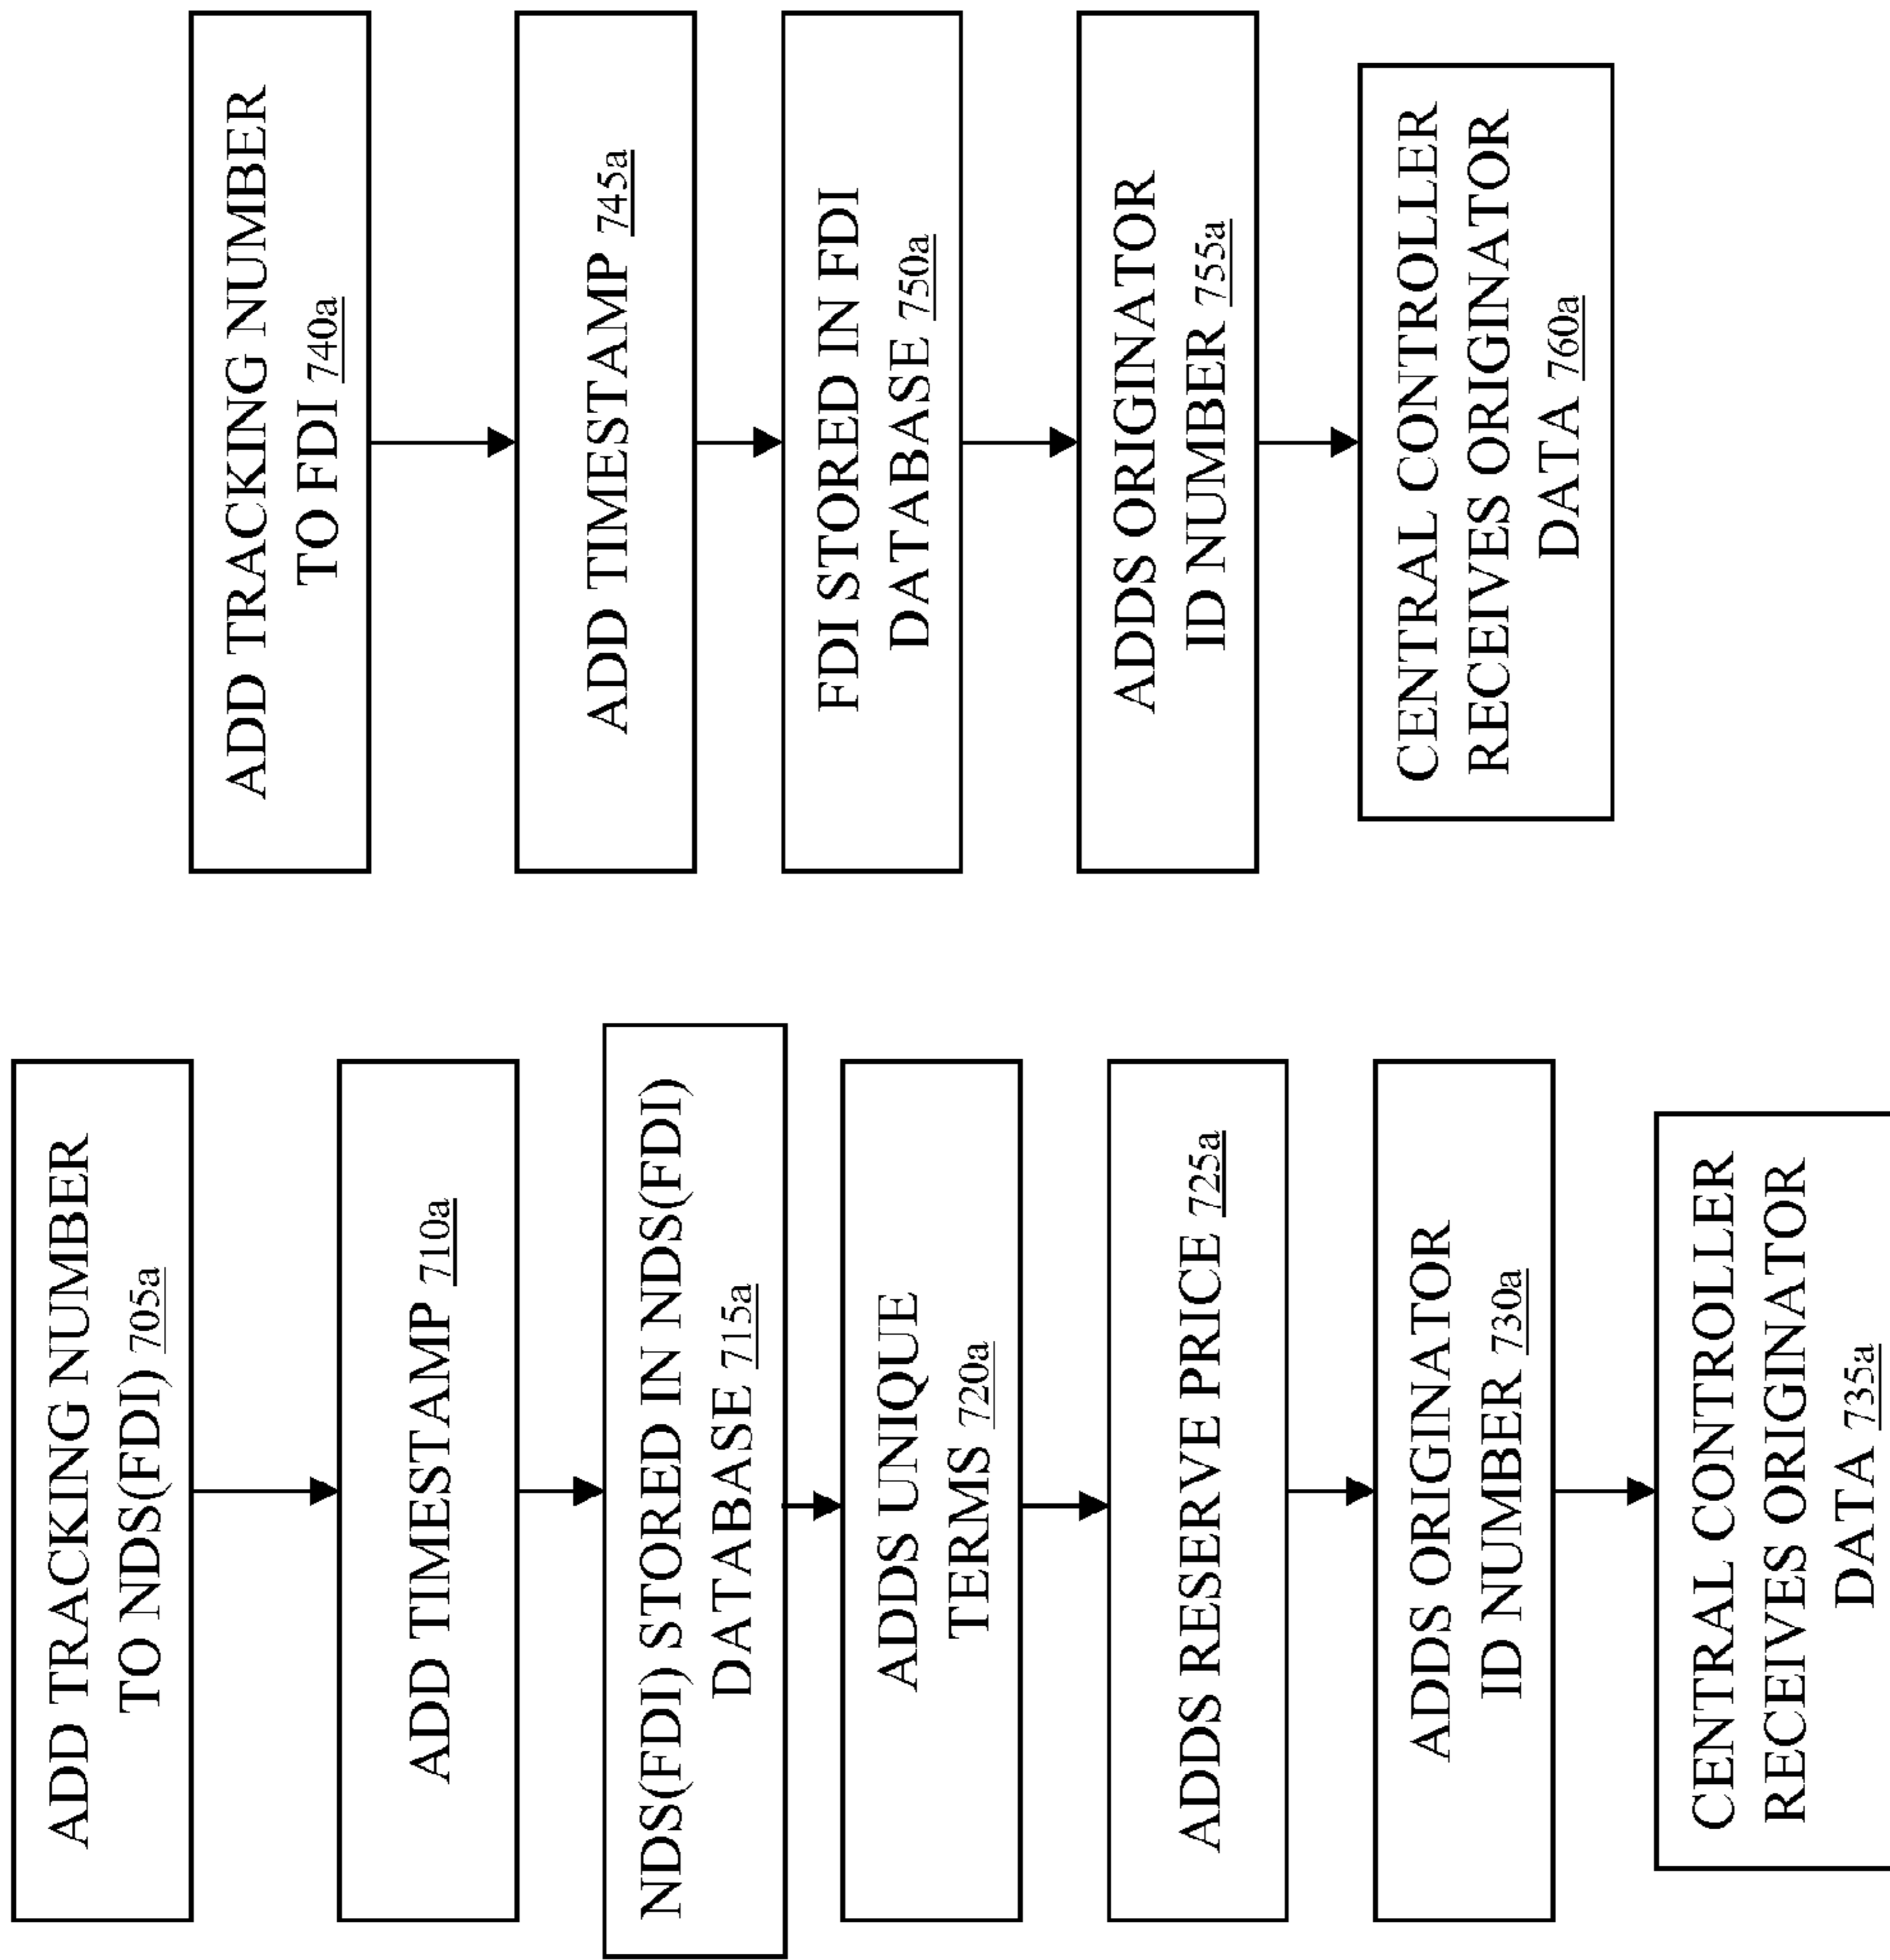 ADD TRACKING NUMBER
TO NDS(FDI) 705a
ADD TIMESTAMP 710a
NDS(FDI) STORED IN NDS(FDI)
DATABASE 715a
ADDS UNIQUE
TERMS 720a
ADDS RESERVE PRICE 725a
ADDS ORIGINATOR
ID NUMBER 730a
CENTRAL CONTROLLER
RECEIVES ORIGINATOR
DATA 735a
ADD TRACKING NUMBER
TO FDI 740a
ADD TIMESTAMP 745a
FDI STORED IN FDI
DATABASE 750a
ADDS ORIGINATOR
ID NUMBER 755a
CENTRAL CONTROLLER
RECEIVES ORIGINATOR
DATA 760a